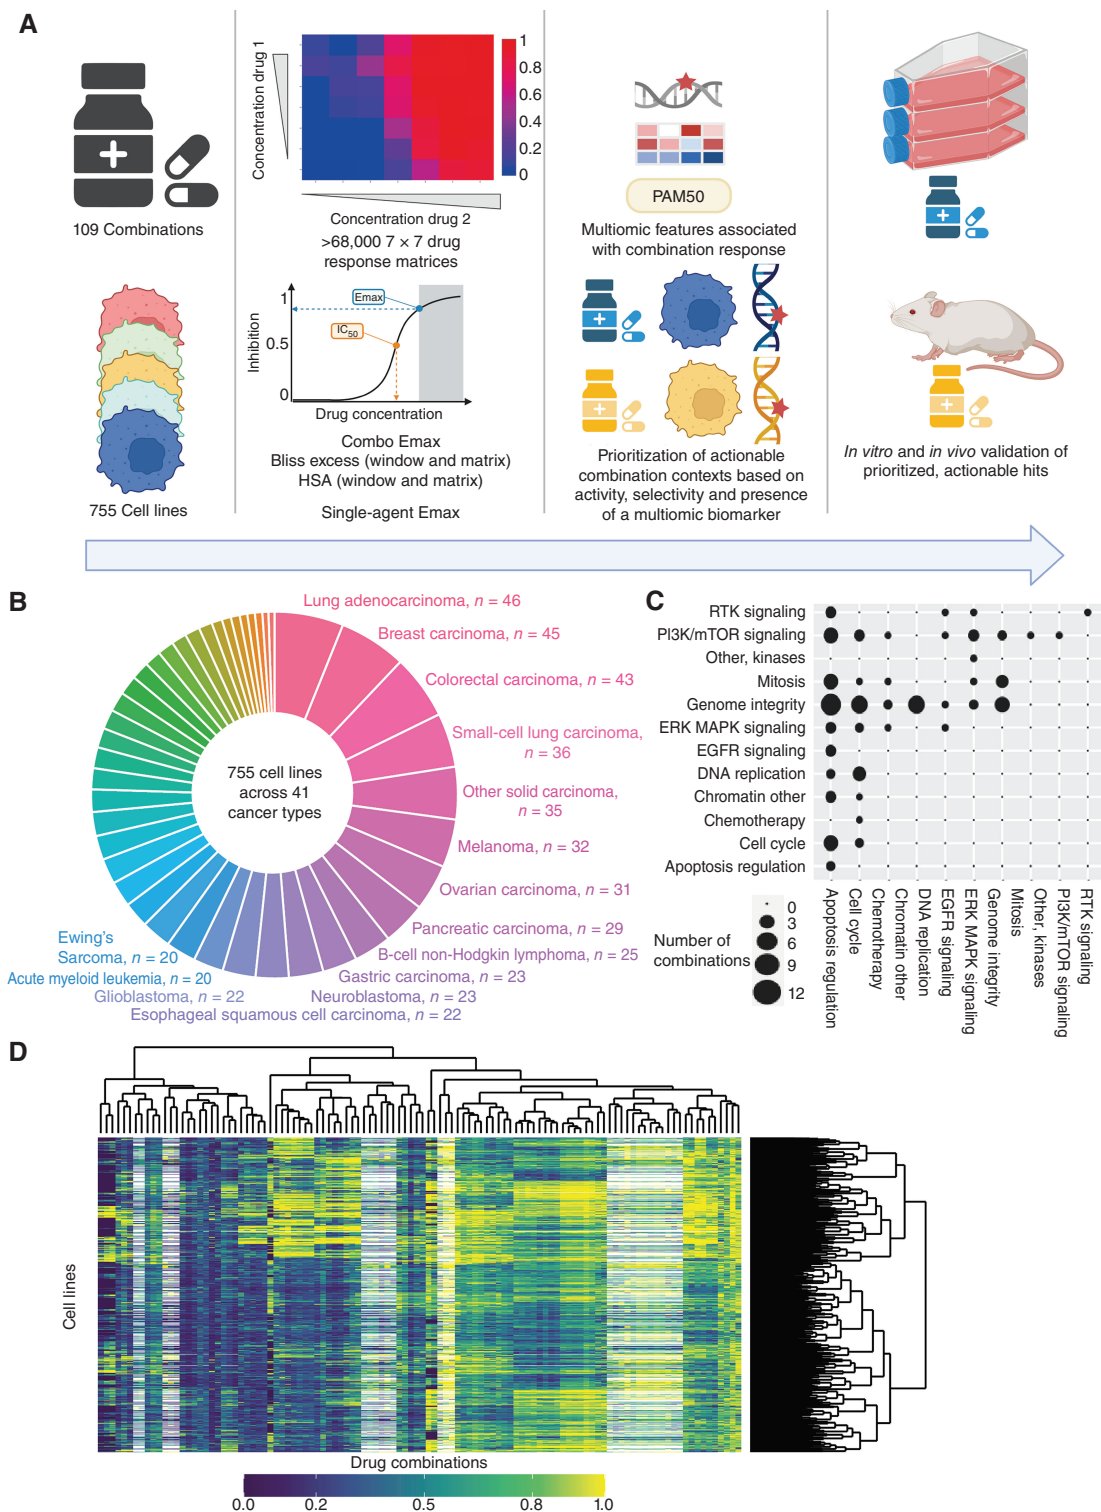 A
109 Combinations
755 Cell lines
Concentration drug 1
1
0.8
0.6
0.4
0.2
0
Concentration drug 2
>68,000 7 × 7 drug
response matrices
Inhibition
1
0.5
0
Emax
IC50
Drug concentration
Combo Emax
Bliss excess (window and matrix)
HSA (window and matrix)
Single-agent Emax
PAM50
Multiomic features associated
with combination response
Prioritization of actionable
combination contexts based on
activity, selectivity and presence
of a multiomic biomarker
In vitro and in vivo validation of
prioritized, actionable hits
B
Lung adenocarcinoma, n = 46
Breast carcinoma, n = 45
Colorectal carcinoma, n = 43
Small-cell lung carcinoma,
n = 36
Other solid carcinoma,
n = 35
Melanoma, n = 32
Ovarian carcinoma, n = 31
Pancreatic carcinoma, n = 29
B-cell non-Hodgkin lymphoma, n = 25
Gastric carcinoma, n = 23
Neuroblastoma, n = 23
Esophageal squamous cell carcinoma, n = 22
Glioblastoma, n = 22
Acute myeloid leukemia, n = 20
Ewing's
Sarcoma, n = 20
755 cell lines
across 41
cancer types
C
RTK signaling
PI3K/mTOR signaling
Other, kinases
Mitosis
Genome integrity
ERK MAPK signaling
EGFR signaling
DNA replication
Chromatin other
Chemotherapy
Cell cycle
Apoptosis regulation
Apoptosis regulation
Cell cycle
Chemotherapy
Chromatin other
DNA replication
EGFR signaling
ERK MAPK signaling
Genome integrity
Mitosis
Other, kinases
PI3K/mTOR signaling
RTK signaling
Number of
combinations
0
3
6
9
12
D
Cell lines
Drug combinations
0.0
0.2
0.5
0.8
1.0